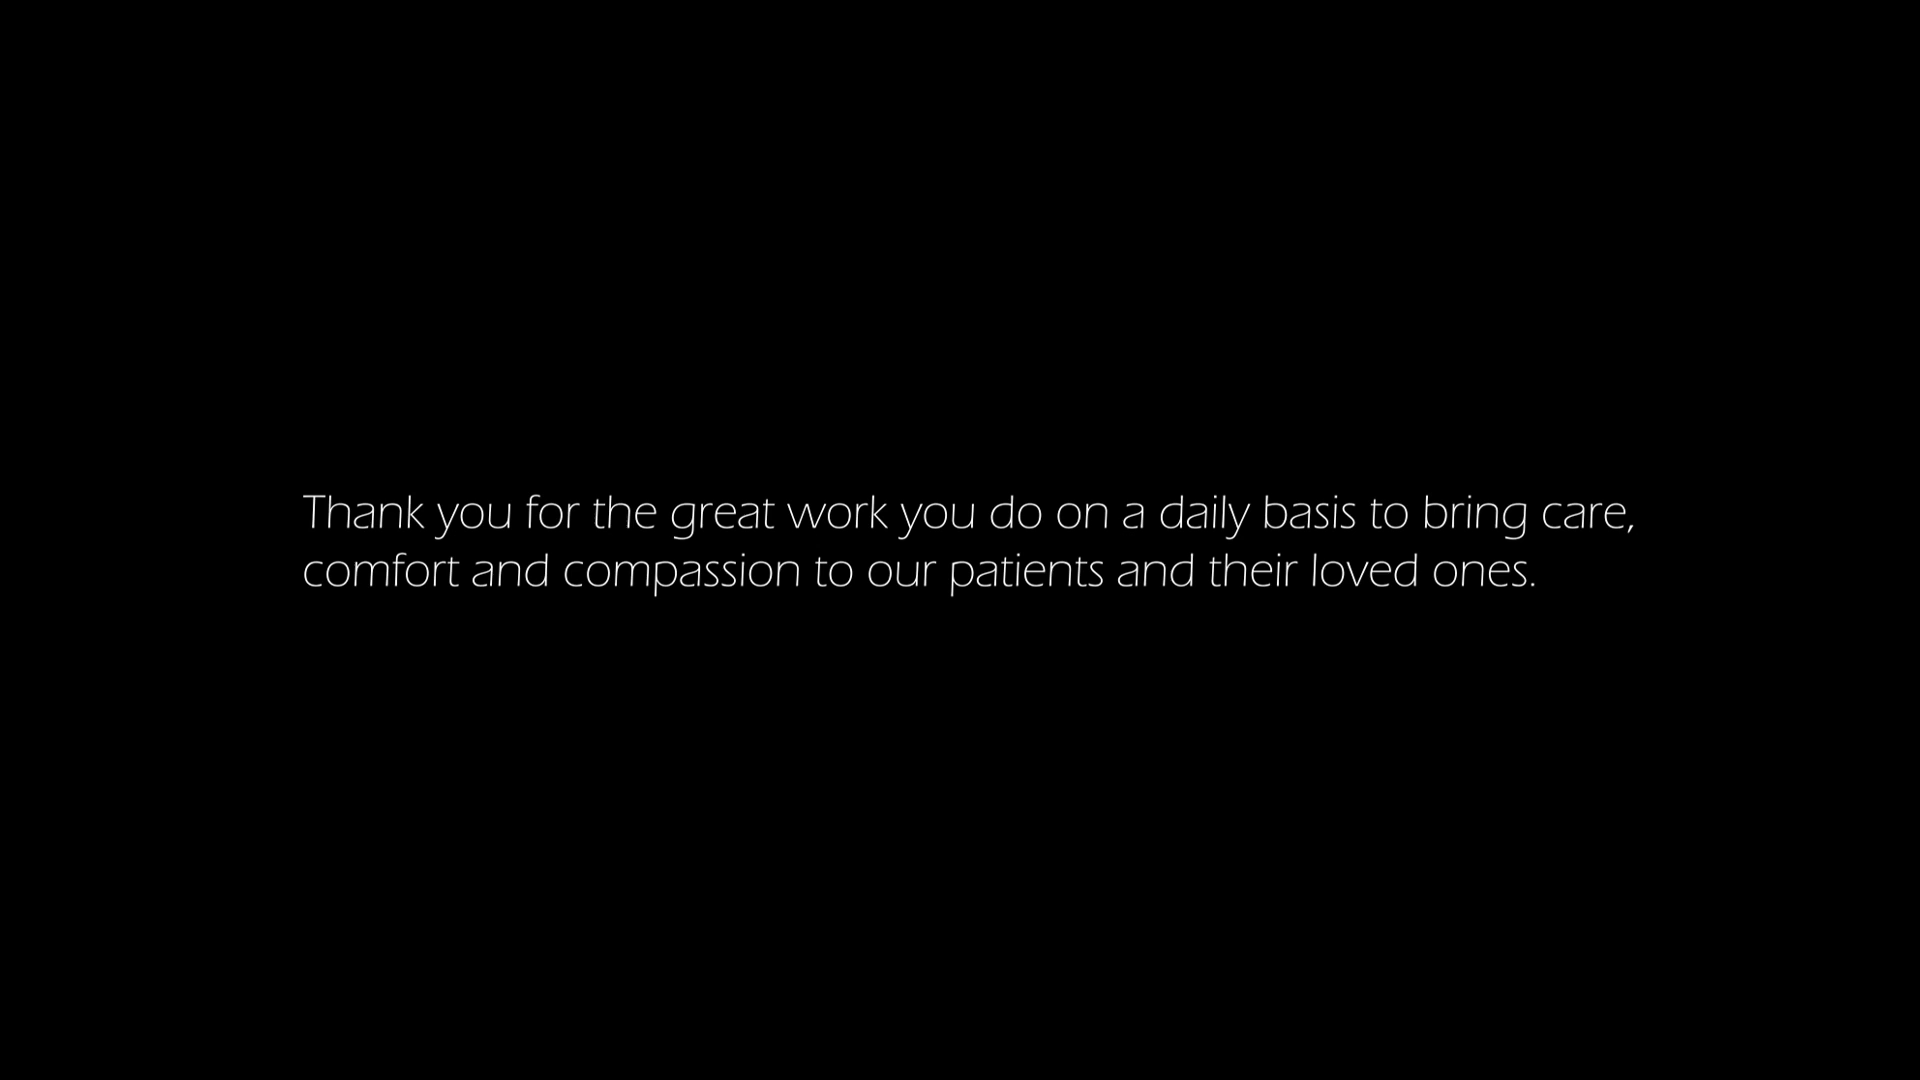 Thank you for the great work you do on a daily basis to bring care,
comfort and compassion to our patients and their loved ones.